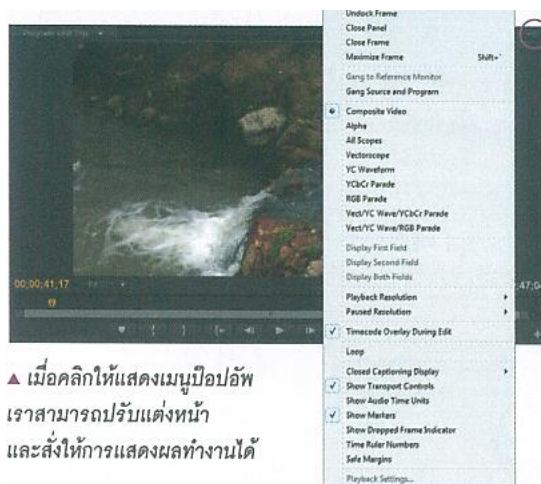 Undock Frame
Close Panel
Close Frame
Maximize Frame Shift+`
Gang to Reference Monitor
Gang Source and Program
Composite Video
Alpha
All Scopes
Vectorscope
YC Waveform
YCbCr Parade
RGB Parade
Vect/YC Wave/YCbCr Parade
Vect/YC Wave/RGB Parade
Display First Field
Display Second Field
Display Both Fields
00;00;41;17
Playback Resolution
Paused Resolution
Timecode Overlay During Edit
Loop
Closed Captioning Display
Show Transport Controls
Show Audio Time Units
Show Markers
Show Dropped Frame Indicator
Time Ruler Numbers
Safe Margins
Playback Settings...
▲ เมื่อคลิกให้แสดงเมนูป๊อปอัพ
เราสามารถปรับแต่งหน้า
และสั่งให้การแสดงผลทำงานได้